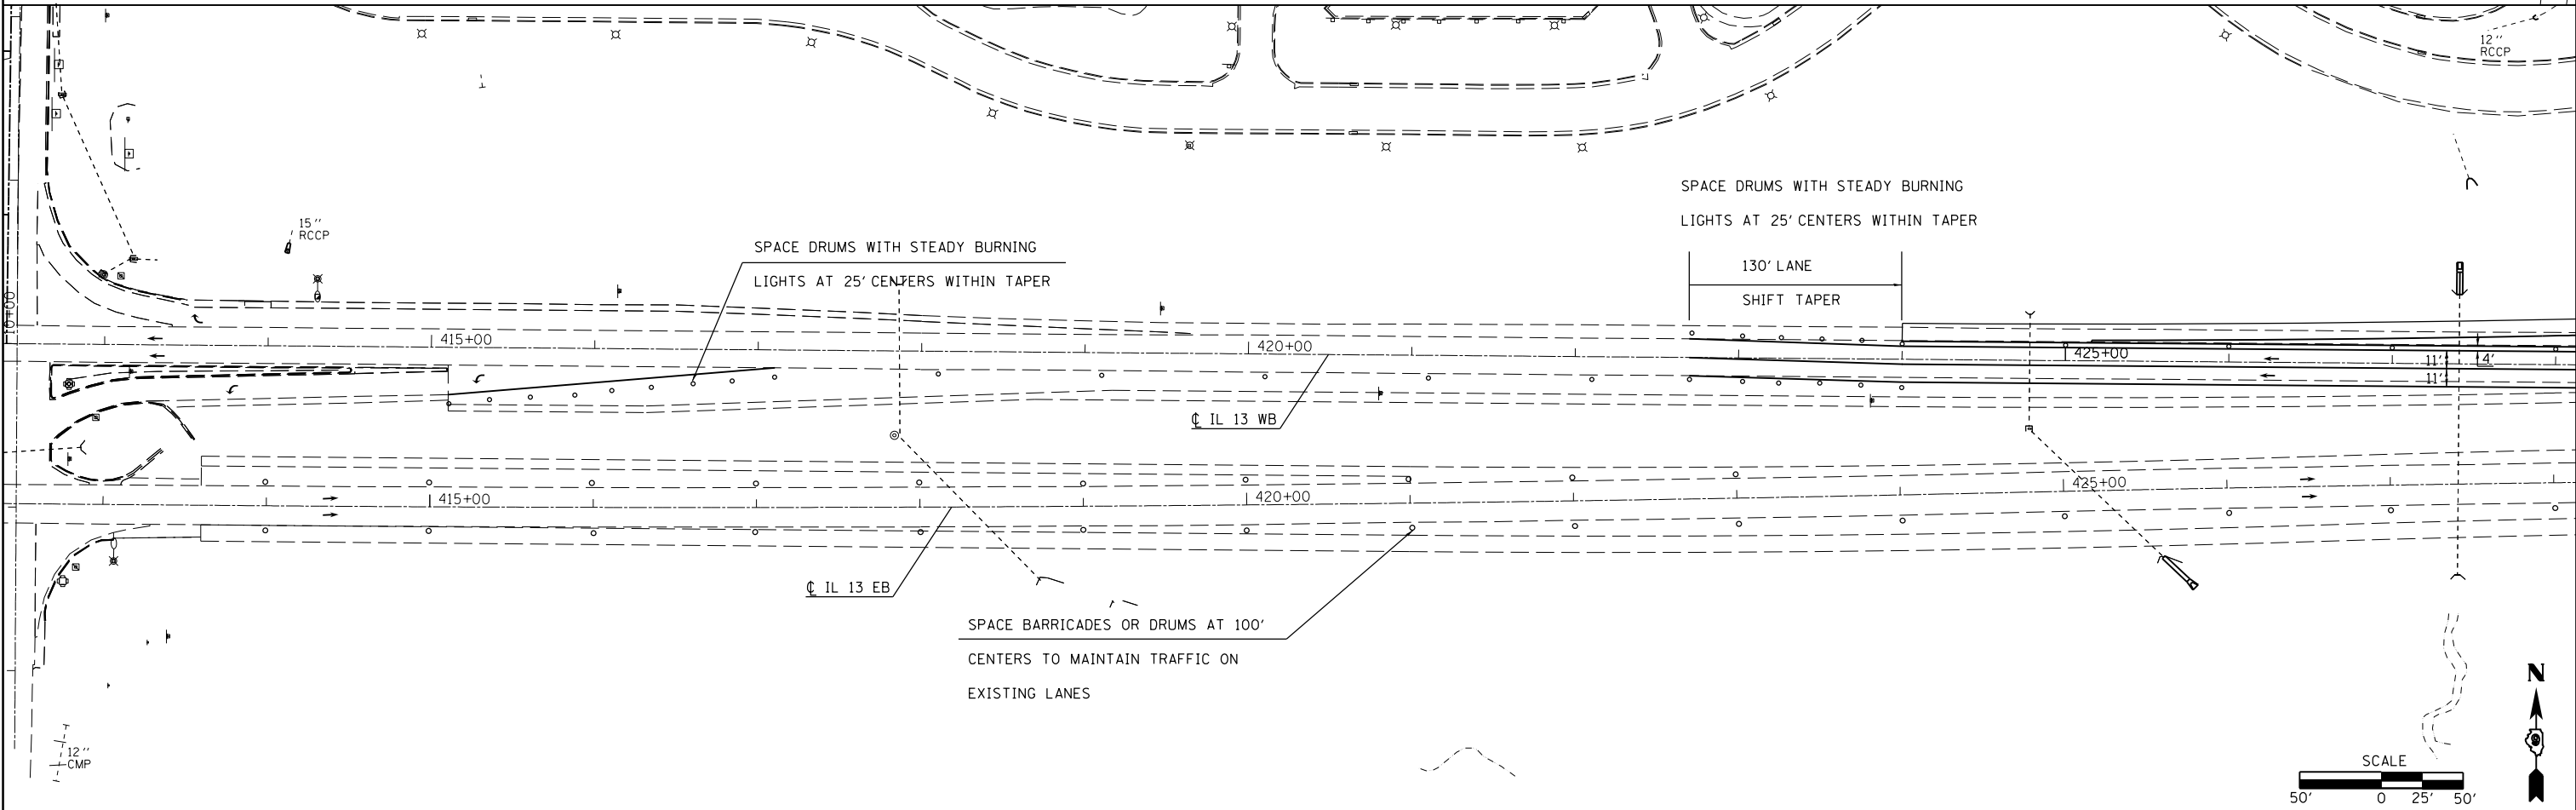 12" RCCP
SPACE DRUMS WITH STEADY BURNING
LIGHTS AT 25' CENTERS WITHIN TAPER
130' LANE
SHIFT TAPER
15" RCCP
SPACE DRUMS WITH STEADY BURNING
LIGHTS AT 25' CENTERS WITHIN TAPER
415+00
420+00
425+00
11'
4'
11'
℄ IL 13 WB
415+00
420+00
425+00
℄ IL 13 EB
SPACE BARRICADES OR DRUMS AT 100'
CENTERS TO MAINTAIN TRAFFIC ON
EXISTING LANES
12" CMP
N
SCALE
50' 0 25' 50'